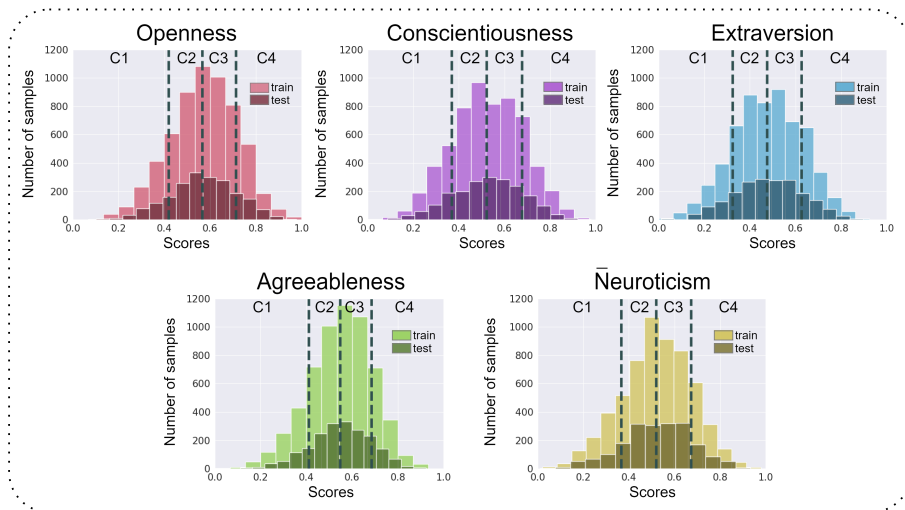 Openness
Number of samples
1200
1000
800
600
400
200
0
C1 C2 C3 C4
train
test
0.0 0.2 0.4 0.6 0.8 1.0
Scores
Conscientiousness
Number of samples
1200
1000
800
600
400
200
0
C1 C2 C3 C4
train
test
0.0 0.2 0.4 0.6 0.8 1.0
Scores
Extraversion
Number of samples
1200
1000
800
600
400
200
0
C1 C2 C3 C4
train
test
0.0 0.2 0.4 0.6 0.8 1.0
Scores
Agreeableness
Number of samples
1200
1000
800
600
400
200
0
C1 C2 C3 C4
train
test
0.0 0.2 0.4 0.6 0.8 1.0
Scores
N̅euroticism
Number of samples
1200
1000
800
600
400
200
0
C1 C2 C3 C4
train
test
0.0 0.2 0.4 0.6 0.8 1.0
Scores